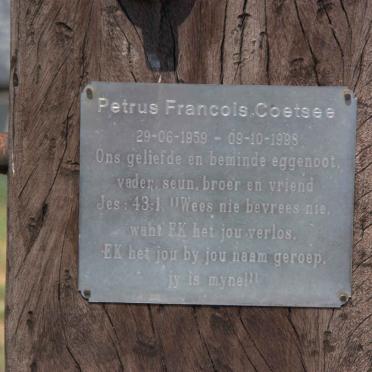 Petrus Francois Coetsee
29-06-1959 - 09-10-1998
Ons geliefde en beminde eggenoot,
vader, seun, broer en vriend
Jes: 43:1. "Wees nie bevrees nie,
want EK het jou verlos.
EK het jou by jou naam geroep,
jy is myne!"